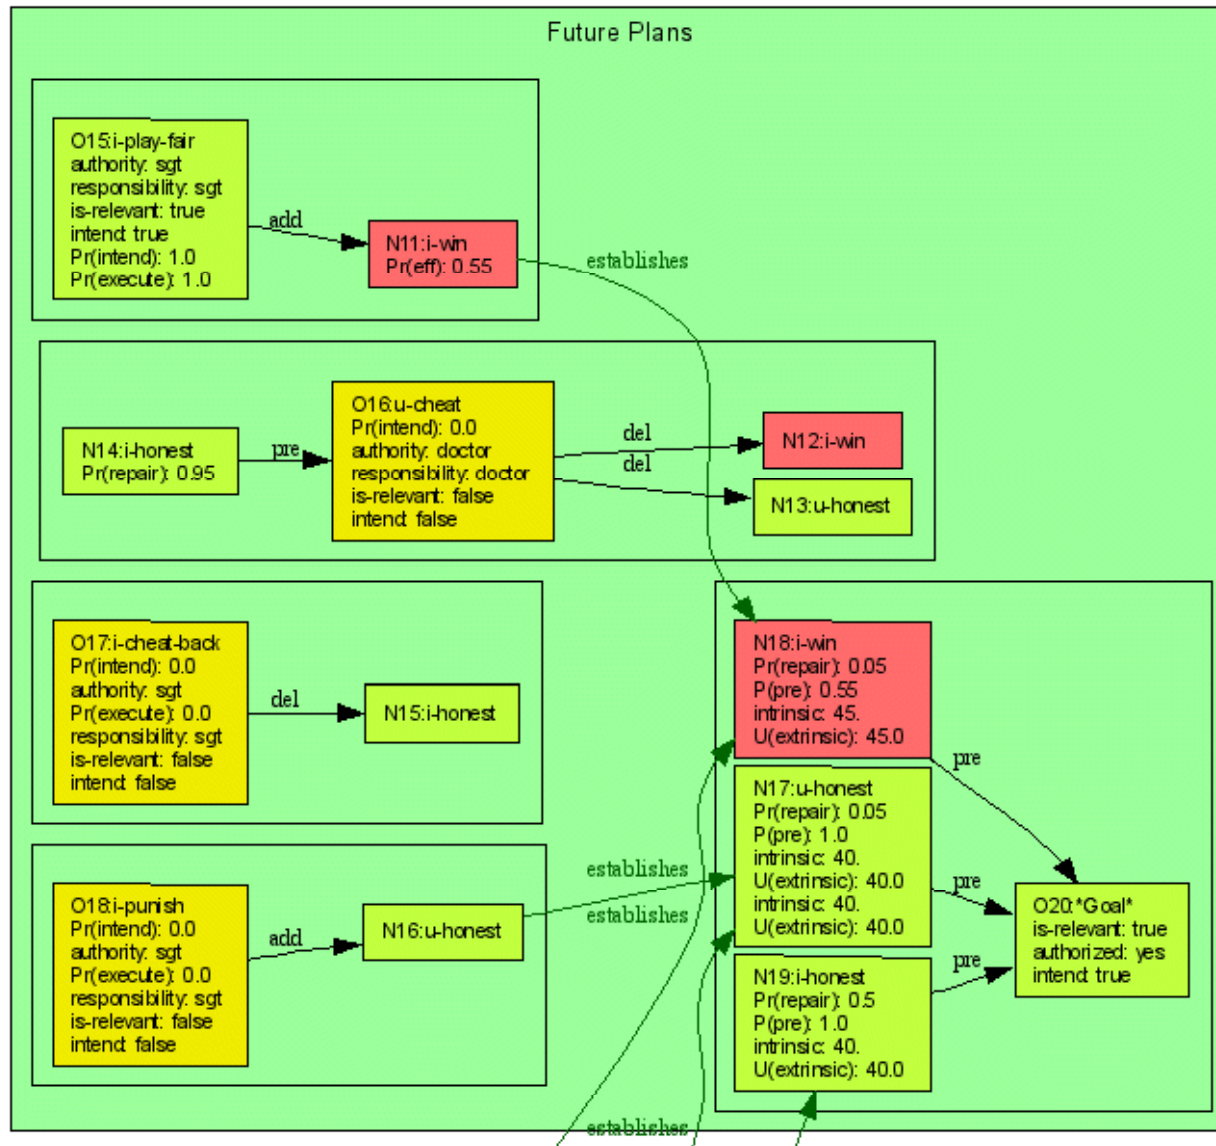 Future Plans
O15:i-play-fair
authority: sgt
responsibility: sgt
is-relevant: true
intend: true
Pr(intend): 1.0
Pr(execute): 1.0
add
N11:i-win
Pr(eff): 0.55
establishes
N14:i-honest
Pr(repair): 0.95
pre
O16:u-cheat
Pr(intend): 0.0
authority: doctor
responsibility: doctor
is-relevant: false
intend: false
del
del
N12:i-win
N13:u-honest
O17:i-cheat-back
Pr(intend): 0.0
authority: sgt
Pr(execute): 0.0
responsibility: sgt
is-relevant: false
intend: false
del
N15:i-honest
O18:i-punish
Pr(intend): 0.0
authority: sgt
Pr(execute): 0.0
responsibility: sgt
is-relevant: false
intend: false
add
N16:u-honest
establishes
establishes
establishes
N18:i-win
Pr(repair): 0.05
P(pre): 0.55
intrinsic: 45.
U(extrinsic): 45.0
pre
N17:u-honest
Pr(repair): 0.05
P(pre): 1.0
intrinsic: 40.
U(extrinsic): 40.0
intrinsic: 40.
U(extrinsic): 40.0
pre
N19:i-honest
Pr(repair): 0.5
P(pre): 1.0
intrinsic: 40.
U(extrinsic): 40.0
pre
O20:*Goal*
is-relevant: true
authorized: yes
intend: true